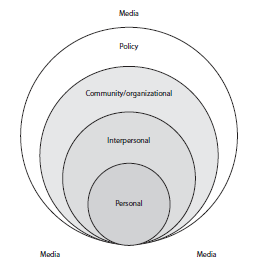 Media
Policy
Community/organizational
Interpersonal
Personal
Media
Media